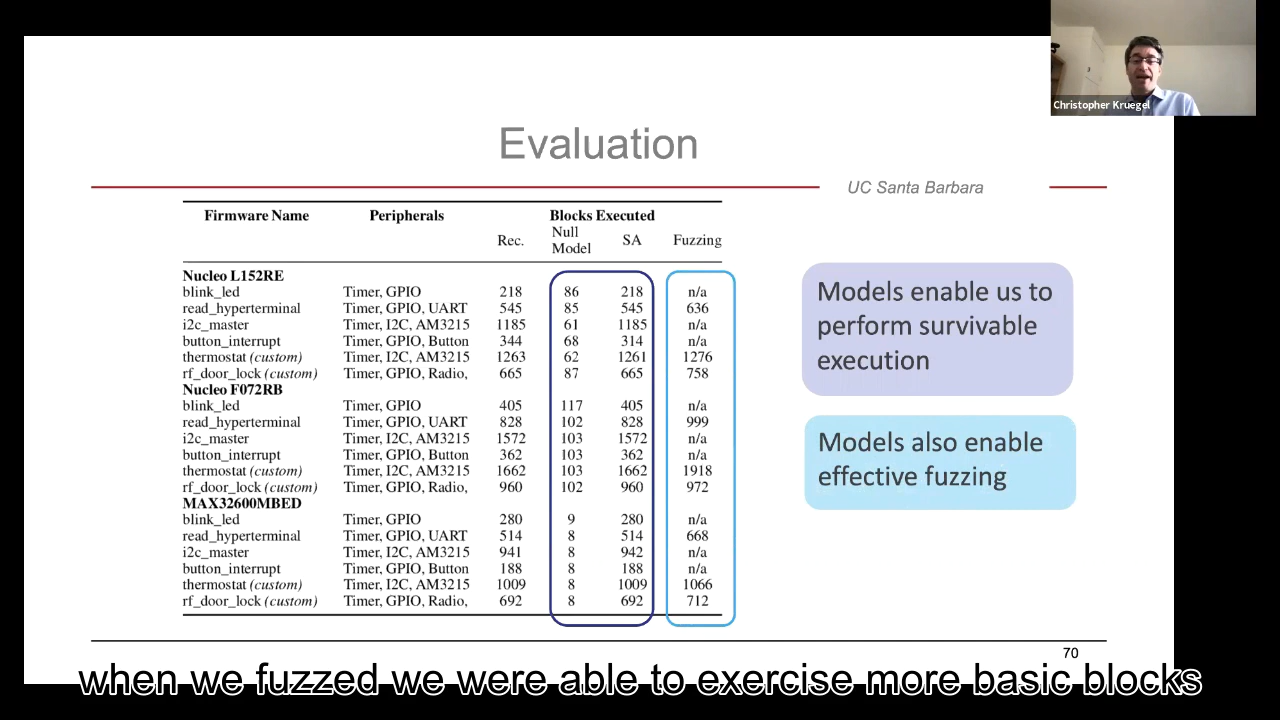 Christopher Kruegel
Evaluation
UC Santa Barbara
Firmware Name Peripherals Blocks Executed
Rec. Null Model SA Fuzzing
Nucleo L152RE
blink_led Timer, GPIO 218 86 218 n/a
read_hyperterminal Timer, GPIO, UART 545 85 545 636
i2c_master Timer, I2C, AM3215 1185 61 1185 n/a
button_interrupt Timer, GPIO, Button 344 68 314 n/a
thermostat (custom) Timer, I2C, AM3215 1263 62 1261 1276
rf_door_lock (custom) Timer, GPIO, Radio, 665 87 665 758
Nucleo F072RB
blink_led Timer, GPIO 405 117 405 n/a
read_hyperterminal Timer, GPIO, UART 828 102 828 999
i2c_master Timer, I2C, AM3215 1572 103 1572 n/a
button_interrupt Timer, GPIO, Button 362 103 362 n/a
thermostat (custom) Timer, I2C, AM3215 1662 103 1662 1918
rf_door_lock (custom) Timer, GPIO, Radio, 960 102 960 972
MAX32600MBED
blink_led Timer, GPIO 280 9 280 n/a
read_hyperterminal Timer, GPIO, UART 514 8 514 668
i2c_master Timer, I2C, AM3215 941 8 942 n/a
button_interrupt Timer, GPIO, Button 188 8 188 n/a
thermostat (custom) Timer, I2C, AM3215 1009 8 1009 1066
rf_door_lock (custom) Timer, GPIO, Radio, 692 8 692 712
Models enable us to
perform survivable
execution
Models also enable
effective fuzzing
70
when we fuzzed we were able to exercise more basic blocks